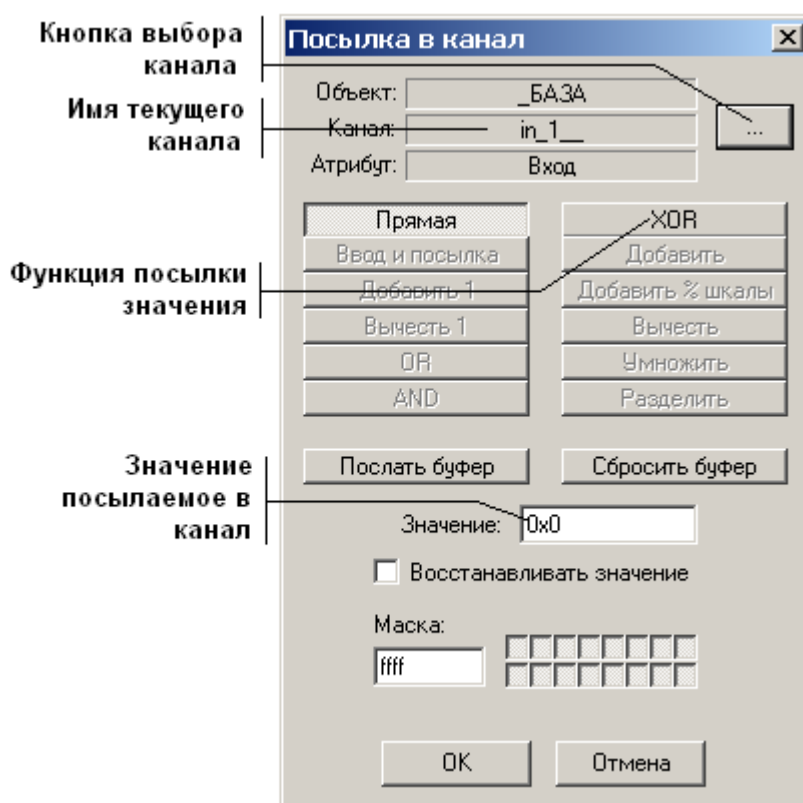 Кнопка выбора
канала
Имя текущего
канала
Функция посылки
значения
Значение
посылаемое в
канал
Посылка в канал
Объект: _БАЗА
Канал: in_1__ ...
Атрибут: Вход
Прямая XOR
Ввод и посылка Добавить
Добавить 1 Добавить % шкалы
Вычесть 1 Вычесть
OR Умножить
AND Разделить
Послать буфер Сбросить буфер
Значение: 0x0
Восстанавливать значение
Маска:
ffff
OK Отмена